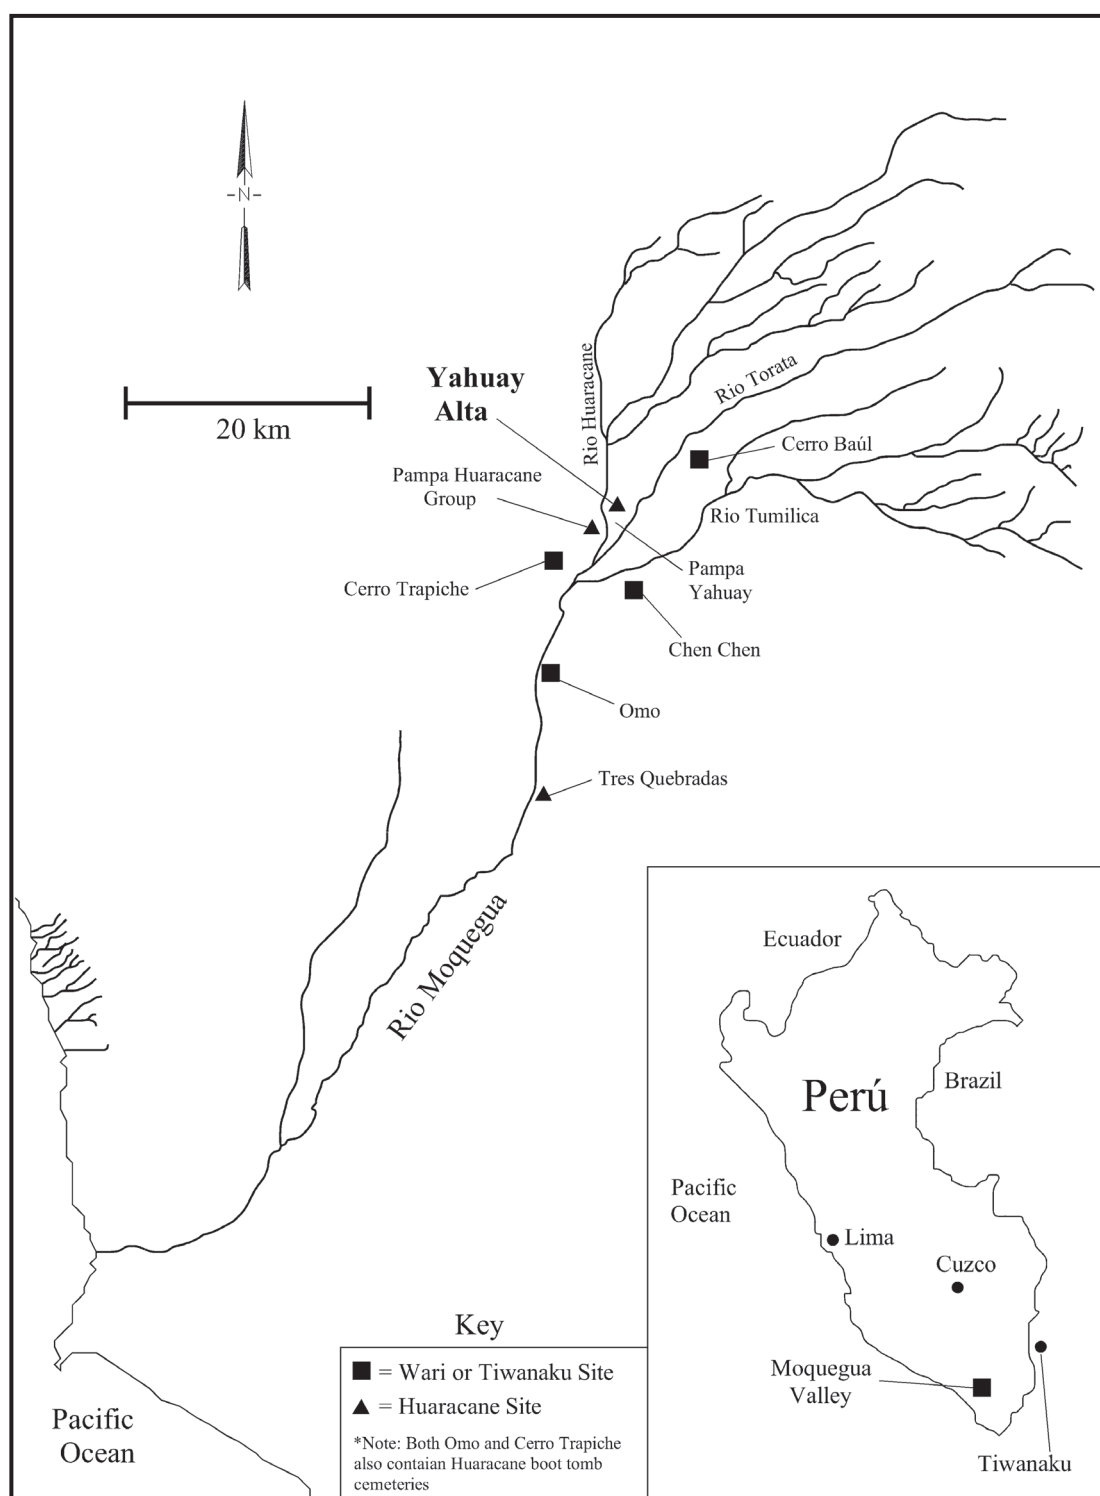 -N-
20 km
Yahuay
Alta
Rio Huaracane
Rio Torata
Cerro Baúl
Pampa Huaracane
Group
Rio Tumilica
Cerro Trapiche
Pampa
Yahuay
Chen Chen
Omo
Tres Quebradas
Rio Moquegua
Pacific
Ocean
Key
= Wari or Tiwanaku Site
= Huaracane Site
*Note: Both Omo and Cerro Trapiche
also contaian Huaracane boot tomb
cemeteries
Ecuador
Brazil
Perú
Pacific
Ocean
Lima
Cuzco
Moquegua
Valley
Tiwanaku